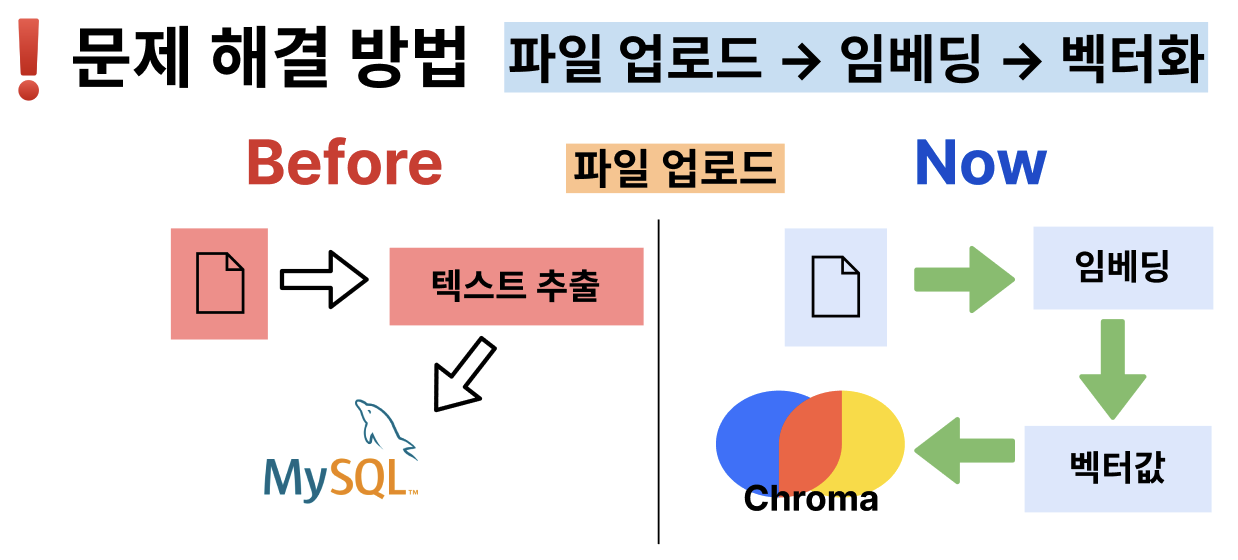 ❗문제 해결 방법 파일 업로드 → 임베딩 → 벡터화
Before 파일 업로드 Now
텍스트 추출
MySQL™
임베딩
벡터값
Chroma